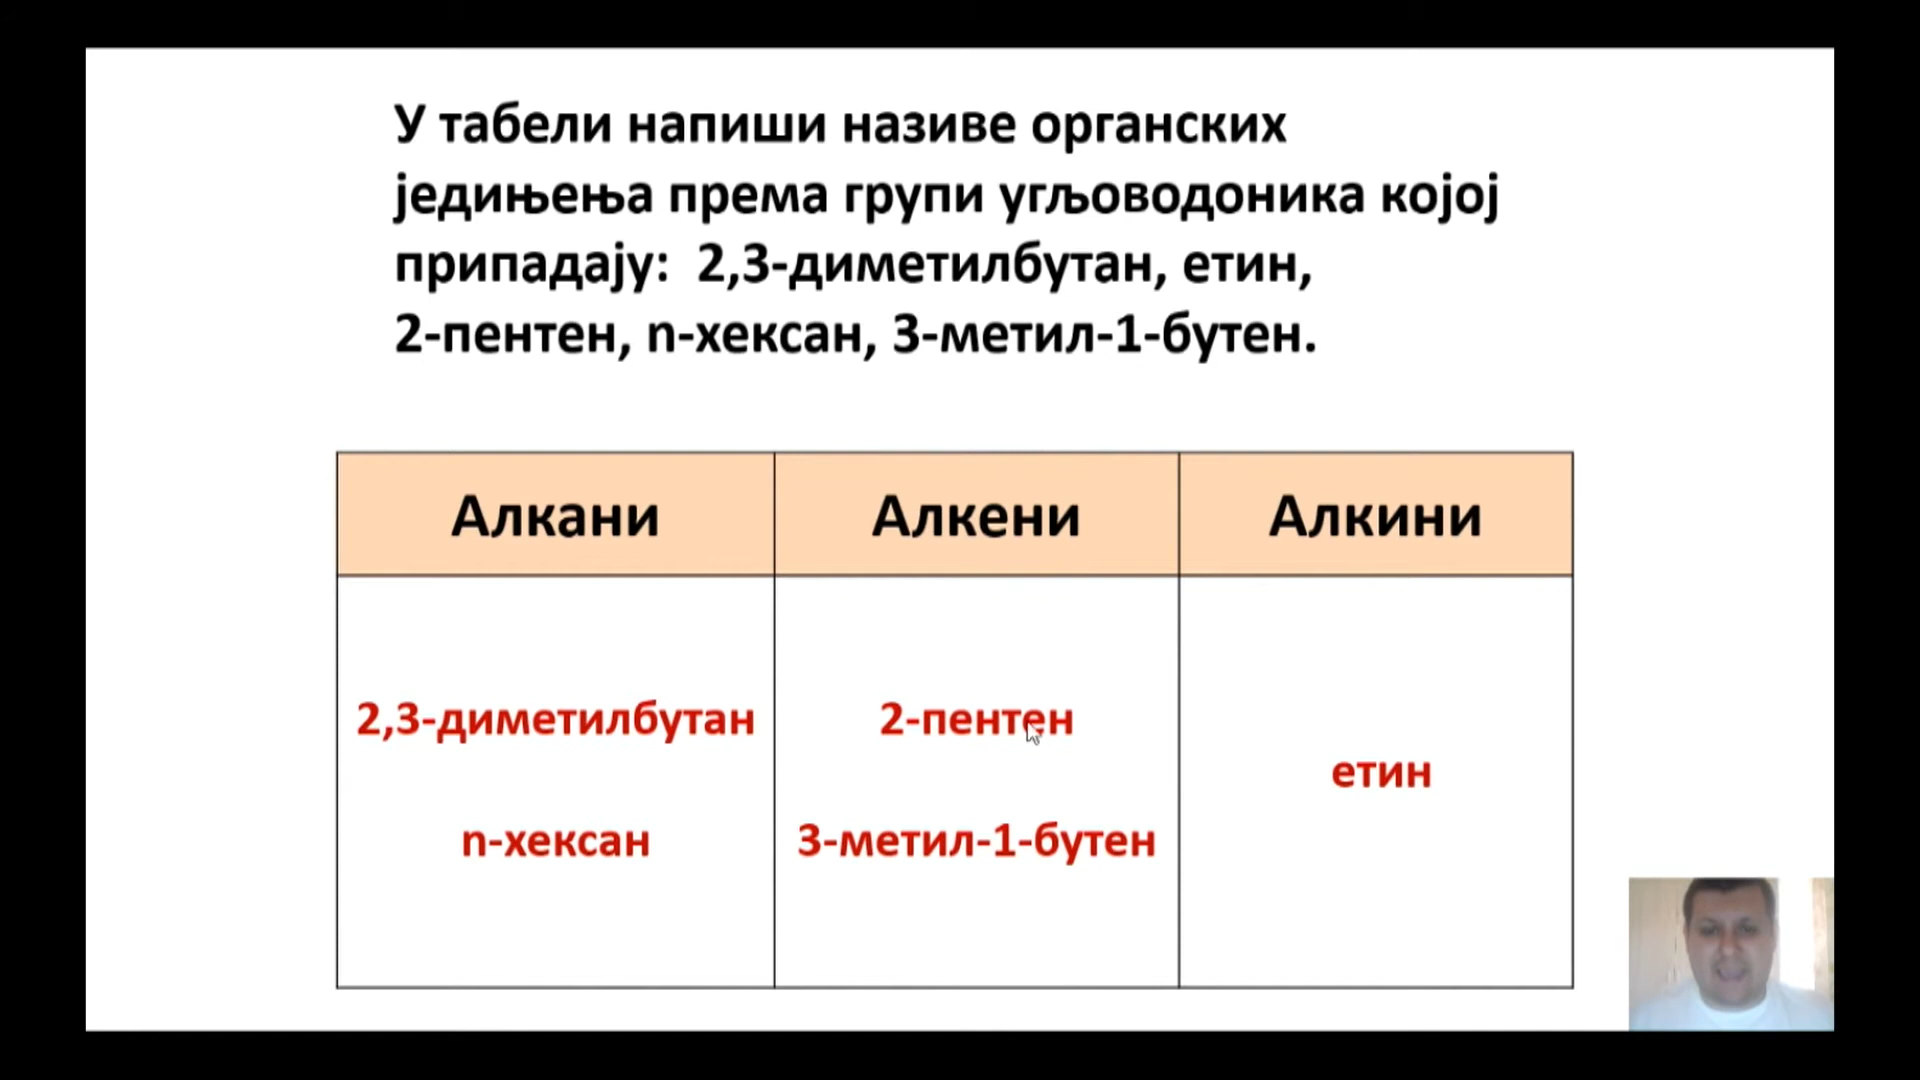 У табели напиши називе органских
једињења према групи угљоводоника којој
припадају: 2,3-диметилбутан, етин,
2-пентен, n-хексан, 3-метил-1-бутен.
Алкани Алкени Алкини
2,3-диметилбутан 2-пентен
етин
n-хексан 3-метил-1-бутен